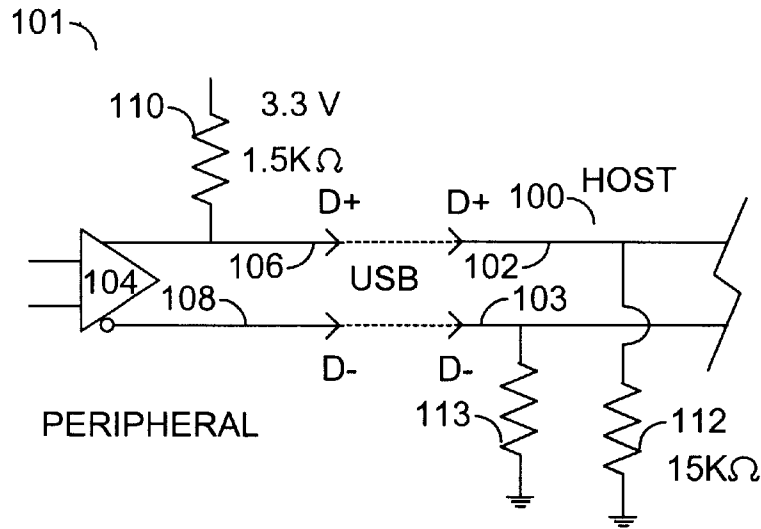 101
110
3.3 V
1.5KΩ
HOST
100
D+
D+
104
106
USB
102
108
103
D-
D-
PERIPHERAL
113
112
15KΩ